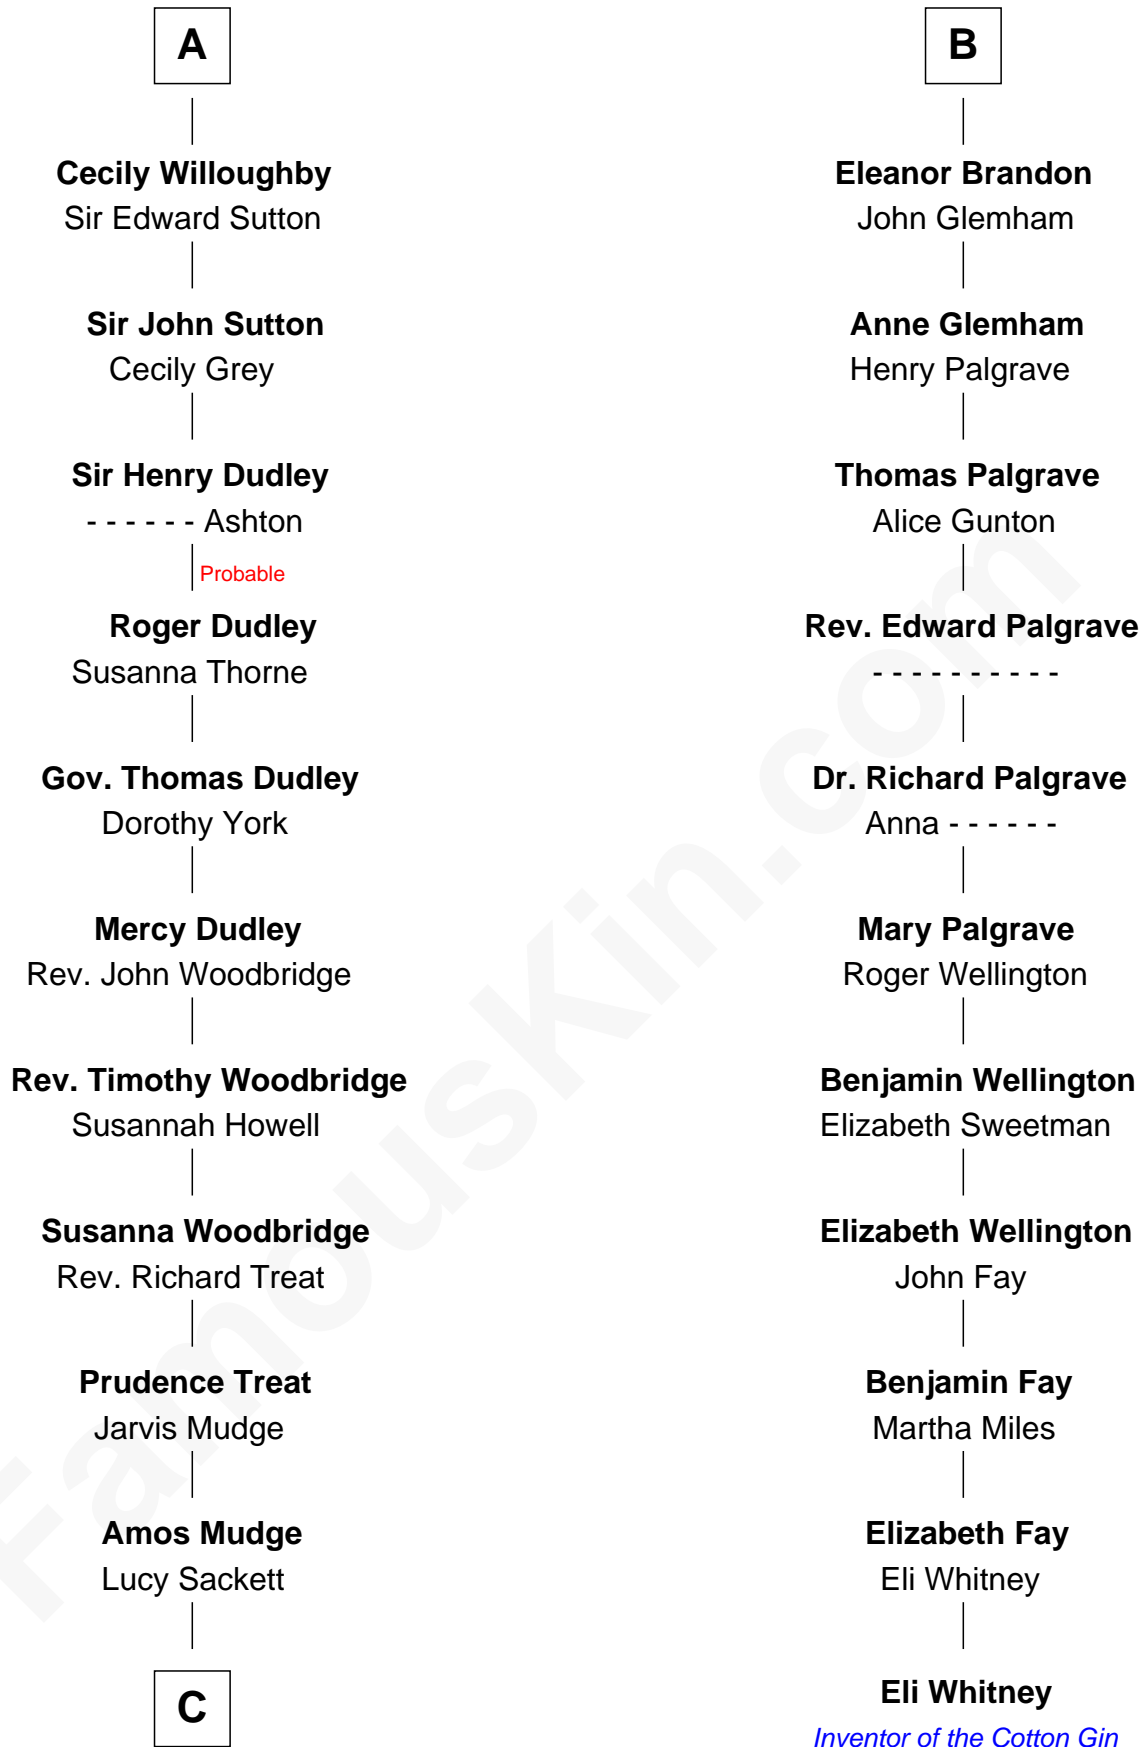 A
Cecily Willoughby
Sir Edward Sutton
Sir John Sutton
Cecily Grey
Sir Henry Dudley
- - - - - - Ashton
Probable
Roger Dudley
Susanna Thorne
Gov. Thomas Dudley
Dorothy York
Mercy Dudley
Rev. John Woodbridge
Rev. Timothy Woodbridge
Susannah Howell
Susanna Woodbridge
Rev. Richard Treat
Prudence Treat
Jarvis Mudge
Amos Mudge
Lucy Sackett
C
B
Eleanor Brandon
John Glemham
Anne Glemham
Henry Palgrave
Thomas Palgrave
Alice Gunton
Rev. Edward Palgrave
- - - - - - - - - -
Dr. Richard Palgrave
Anna - - - - - -
Mary Palgrave
Roger Wellington
Benjamin Wellington
Elizabeth Sweetman
Elizabeth Wellington
John Fay
Benjamin Fay
Martha Miles
Elizabeth Fay
Eli Whitney
Eli Whitney
Inventor of the Cotton Gin
FamousKin.com